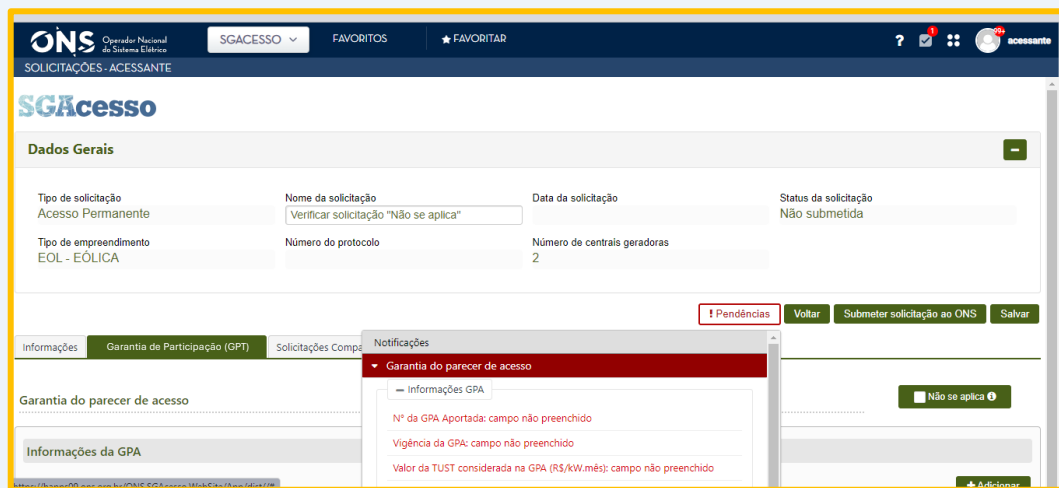 ONS Operador Nacional do Sistema Elétrico SGACESSO FAVORITOS FAVORITAR ? 1 99+ acessante
SOLICITAÇÕES - ACESSANTE
SGAcesso
Dados Gerais
Tipo de solicitação Nome da solicitação Data da solicitação Status da solicitação
Acesso Permanente Verificar solicitação "Não se aplica" Não submetida
Tipo de empreendimento Número do protocolo Número de centrais geradoras
EOL - EÓLICA 2
! Pendências Voltar Submeter solicitação ao ONS Salvar
Informações Garantia de Participação (GPT) Solicitações Compa
Notificações
Garantia do parecer de acesso
Informações GPA
Garantia do parecer de acesso Não se aplica
Nº da GPA Aportada: campo não preenchido
Vigência da GPA: campo não preenchido
Informações da GPA
Valor da TUST considerada na GPA (R$/kW.mês): campo não preenchido
+ Adicionar